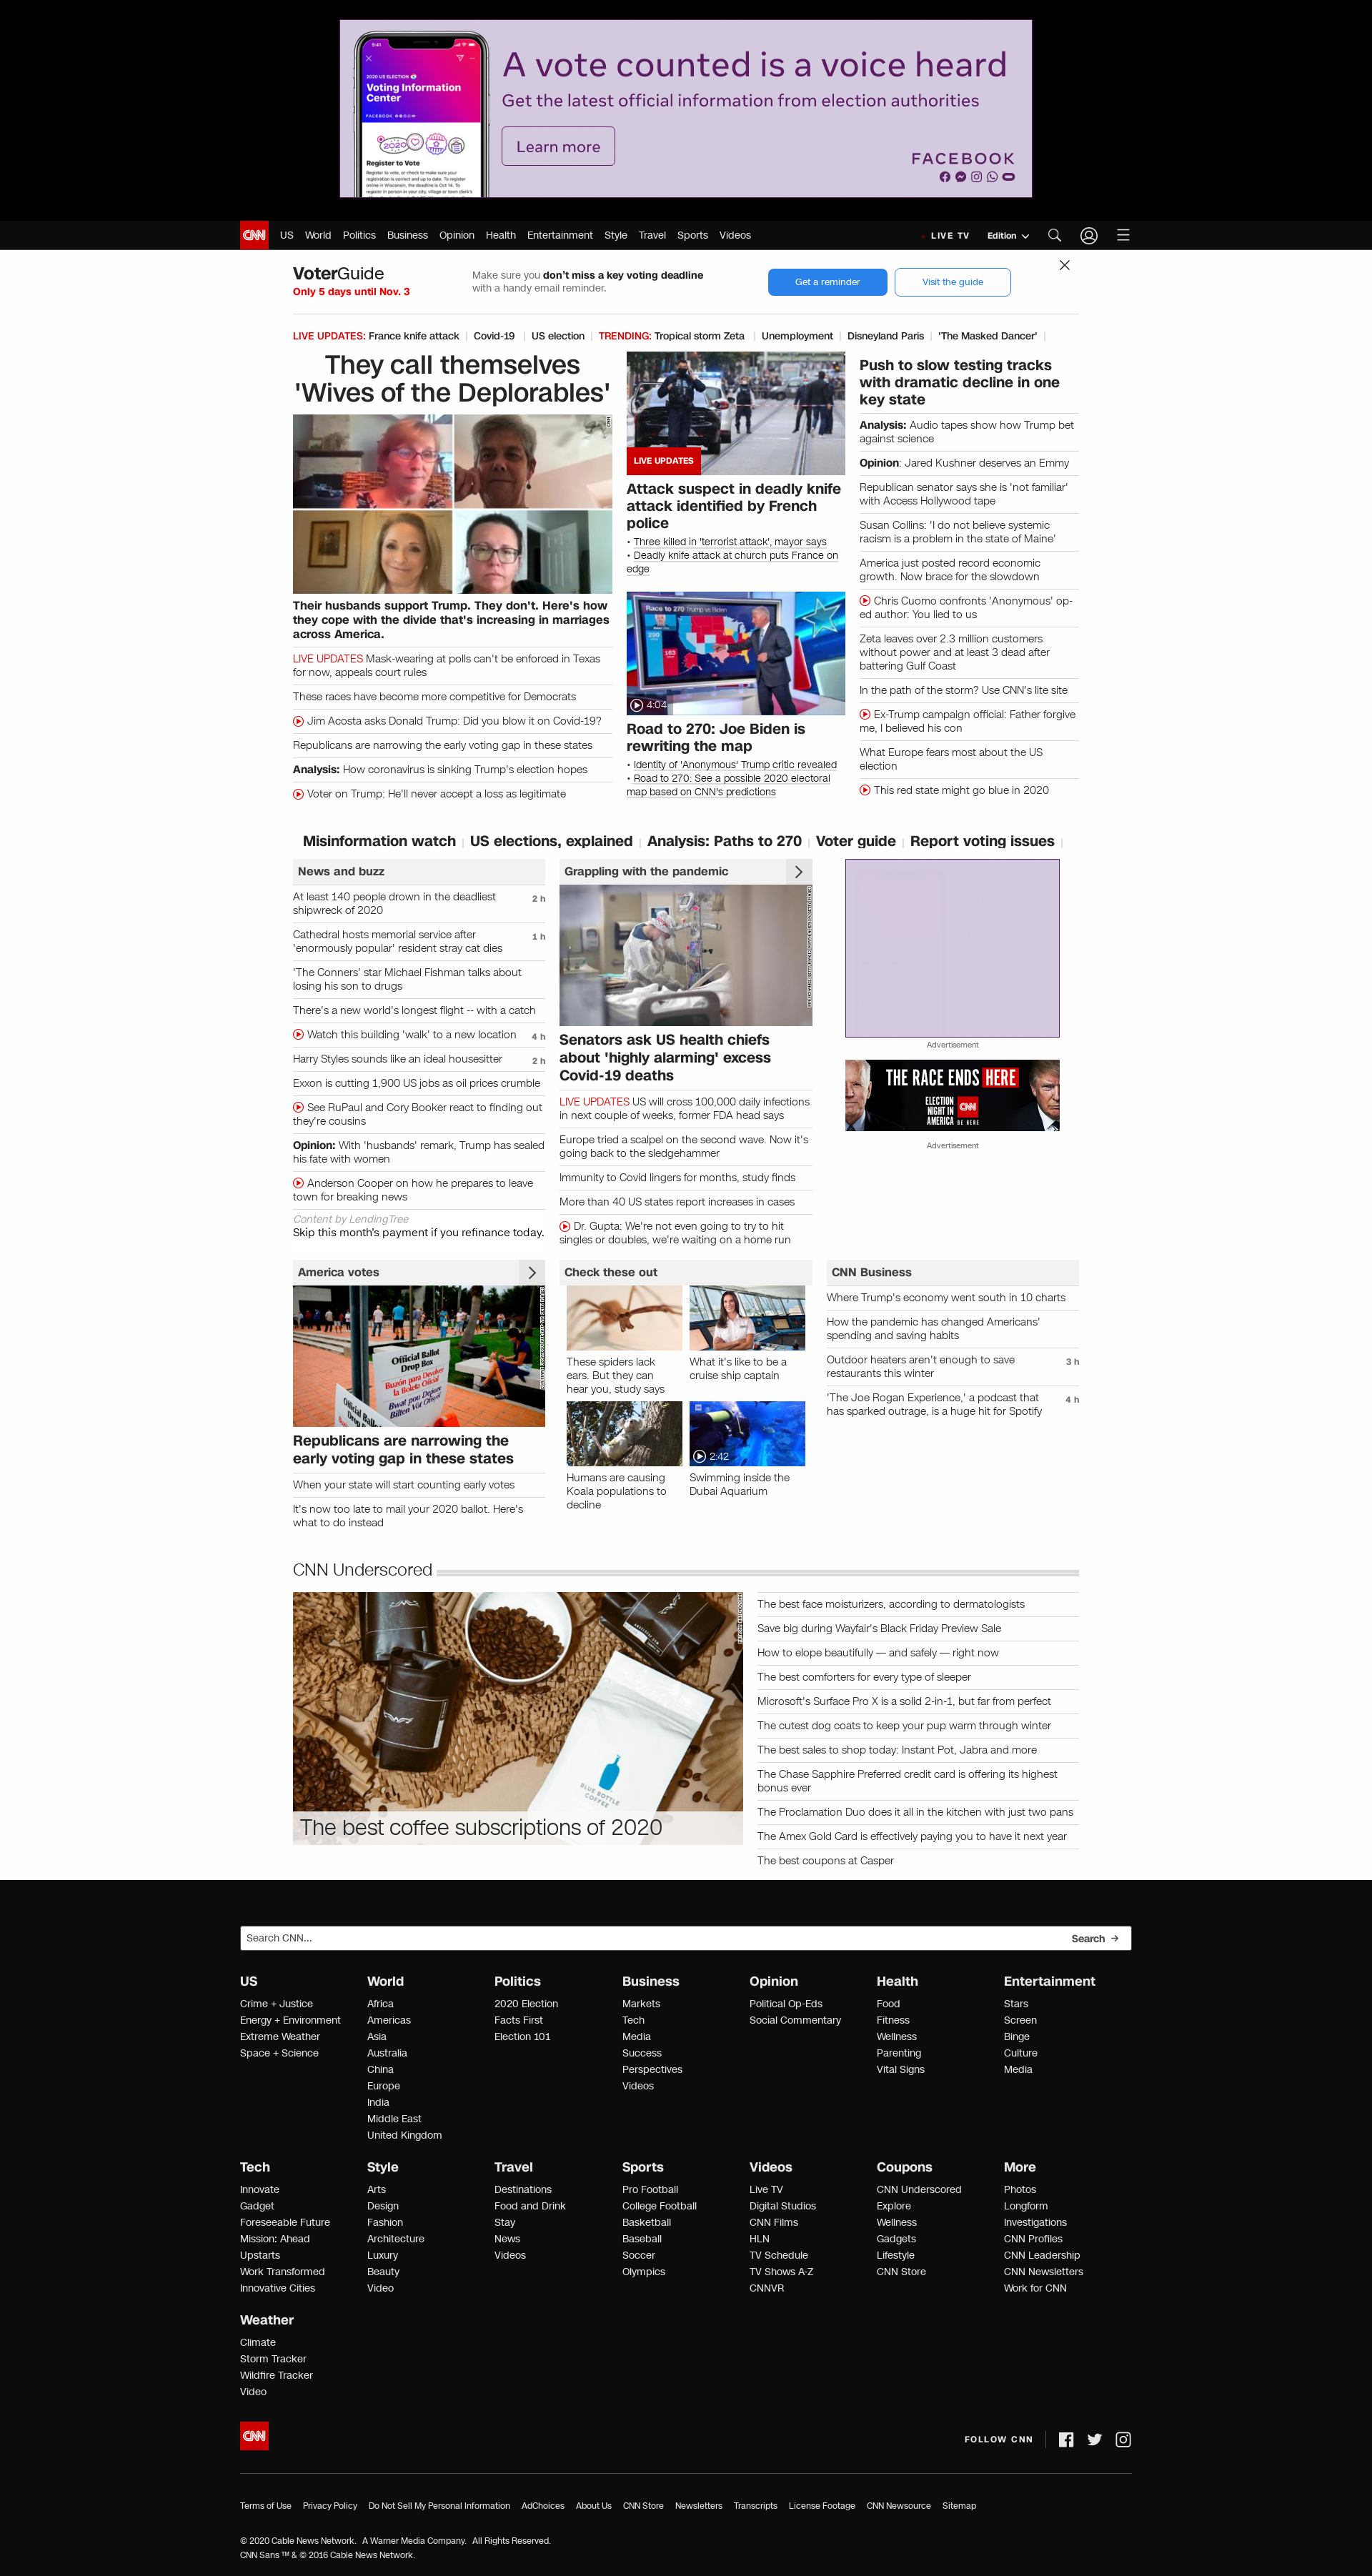 9:41
2020 US ELECTION
Voting Information
Center
FACEBOOK
2020
Register to Vote
A vote counted is a voice heard
Get the latest official information from election authorities
Learn more
FACEBOOK
CNN US World Politics Business Opinion Health Entertainment Style Travel Sports Videos LIVE TV Edition
VoterGuide
Only 5 days until Nov. 3
Make sure you don't miss a key voting deadline
with a handy email reminder.
Get a reminder
Visit the guide
LIVE UPDATES: France knife attack | Covid-19 | US election | TRENDING: Tropical storm Zeta | Unemployment | Disneyland Paris | 'The Masked Dancer' |
They call themselves
'Wives of the Deplorables'
CNN
Their husbands support Trump. They don't. Here's how
they cope with the divide that's increasing in marriages
across America.
LIVE UPDATES Mask-wearing at polls can't be enforced in Texas
for now, appeals court rules
These races have become more competitive for Democrats
Jim Acosta asks Donald Trump: Did you blow it on Covid-19?
Republicans are narrowing the early voting gap in these states
Analysis: How coronavirus is sinking Trump's election hopes
Voter on Trump: He'll never accept a loss as legitimate
LIVE UPDATES
Attack suspect in deadly knife
attack identified by French
police
• Three killed in 'terrorist attack', mayor says
• Deadly knife attack at church puts France on
edge
Race to 270 Trump vs Biden
290
163
4:04
Road to 270: Joe Biden is
rewriting the map
• Identity of 'Anonymous' Trump critic revealed
• Road to 270: See a possible 2020 electoral
map based on CNN's predictions
Push to slow testing tracks
with dramatic decline in one
key state
Analysis: Audio tapes show how Trump bet
against science
Opinion: Jared Kushner deserves an Emmy
Republican senator says she is 'not familiar'
with Access Hollywood tape
Susan Collins: 'I do not believe systemic
racism is a problem in the state of Maine'
America just posted record economic
growth. Now brace for the slowdown
Chris Cuomo confronts 'Anonymous' op-
ed author: You lied to us
Zeta leaves over 2.3 million customers
without power and at least 3 dead after
battering Gulf Coast
In the path of the storm? Use CNN's lite site
Ex-Trump campaign official: Father forgive
me, I believed his con
What Europe fears most about the US
election
This red state might go blue in 2020
Misinformation watch | US elections, explained | Analysis: Paths to 270 | Voter guide | Report voting issues |
News and buzz
At least 140 people drown in the deadliest 2 h
shipwreck of 2020
Cathedral hosts memorial service after 1 h
'enormously popular' resident stray cat dies
'The Conners' star Michael Fishman talks about
losing his son to drugs
There's a new world's longest flight -- with a catch
Watch this building 'walk' to a new location 4 h
Harry Styles sounds like an ideal housesitter 2 h
Exxon is cutting 1,900 US jobs as oil prices crumble
See RuPaul and Cory Booker react to finding out
they're cousins
Opinion: With 'husbands' remark, Trump has sealed
his fate with women
Anderson Cooper on how he prepares to leave
town for breaking news
Content by LendingTree
Skip this month's payment if you refinance today.
Grappling with the pandemic
Senators ask US health chiefs
about 'highly alarming' excess
Covid-19 deaths
LIVE UPDATES US will cross 100,000 daily infections
in next couple of weeks, former FDA head says
Europe tried a scalpel on the second wave. Now it's
going back to the sledgehammer
Immunity to Covid lingers for months, study finds
More than 40 US states report increases in cases
Dr. Gupta: We're not even going to try to hit
singles or doubles, we're waiting on a home run
Advertisement
THE RACE ENDS HERE
ELECTION
NIGHT IN
AMERICA
CNN
BE HERE
Advertisement
America votes
Official Ballot
Drop Box
Buzón para devolver
la Boleta Oficial
Bwat pou Depoze
Bilten Vòt Ofisyèl
Republicans are narrowing the
early voting gap in these states
When your state will start counting early votes
It's now too late to mail your 2020 ballot. Here's
what to do instead
Check these out
These spiders lack
ears. But they can
hear you, study says
What it's like to be a
cruise ship captain
Humans are causing
Koala populations to
decline
2:42
Swimming inside the
Dubai Aquarium
CNN Business
Where Trump's economy went south in 10 charts
How the pandemic has changed Americans'
spending and saving habits
Outdoor heaters aren't enough to save 3 h
restaurants this winter
'The Joe Rogan Experience,' a podcast that 4 h
has sparked outrage, is a huge hit for Spotify
CNN Underscored
BLUE BOTTLE
COFFEE
The best coffee subscriptions of 2020
The best face moisturizers, according to dermatologists
Save big during Wayfair's Black Friday Preview Sale
How to elope beautifully — and safely — right now
The best comforters for every type of sleeper
Microsoft's Surface Pro X is a solid 2-in-1, but far from perfect
The cutest dog coats to keep your pup warm through winter
The best sales to shop today: Instant Pot, Jabra and more
The Chase Sapphire Preferred credit card is offering its highest
bonus ever
The Proclamation Duo does it all in the kitchen with just two pans
The Amex Gold Card is effectively paying you to have it next year
The best coupons at Casper
Search CNN...
Search →
US
Crime + Justice
Energy + Environment
Extreme Weather
Space + Science
World
Africa
Americas
Asia
Australia
China
Europe
India
Middle East
United Kingdom
Politics
2020 Election
Facts First
Election 101
Business
Markets
Tech
Media
Success
Perspectives
Videos
Opinion
Political Op-Eds
Social Commentary
Health
Food
Fitness
Wellness
Parenting
Vital Signs
Entertainment
Stars
Screen
Binge
Culture
Media
Tech
Innovate
Gadget
Foreseeable Future
Mission: Ahead
Upstarts
Work Transformed
Innovative Cities
Style
Arts
Design
Fashion
Architecture
Luxury
Beauty
Video
Travel
Destinations
Food and Drink
Stay
News
Videos
Sports
Pro Football
College Football
Basketball
Baseball
Soccer
Olympics
Videos
Live TV
Digital Studios
CNN Films
HLN
TV Schedule
TV Shows A-Z
CNNVR
Coupons
CNN Underscored
Explore
Wellness
Gadgets
Lifestyle
CNN Store
More
Photos
Longform
Investigations
CNN Profiles
CNN Leadership
CNN Newsletters
Work for CNN
Weather
Climate
Storm Tracker
Wildfire Tracker
Video
CNN
FOLLOW CNN
Terms of Use Privacy Policy Do Not Sell My Personal Information AdChoices About Us CNN Store Newsletters Transcripts License Footage CNN Newsource Sitemap
© 2020 Cable News Network. A Warner Media Company. All Rights Reserved.
CNN Sans ™ & © 2016 Cable News Network.